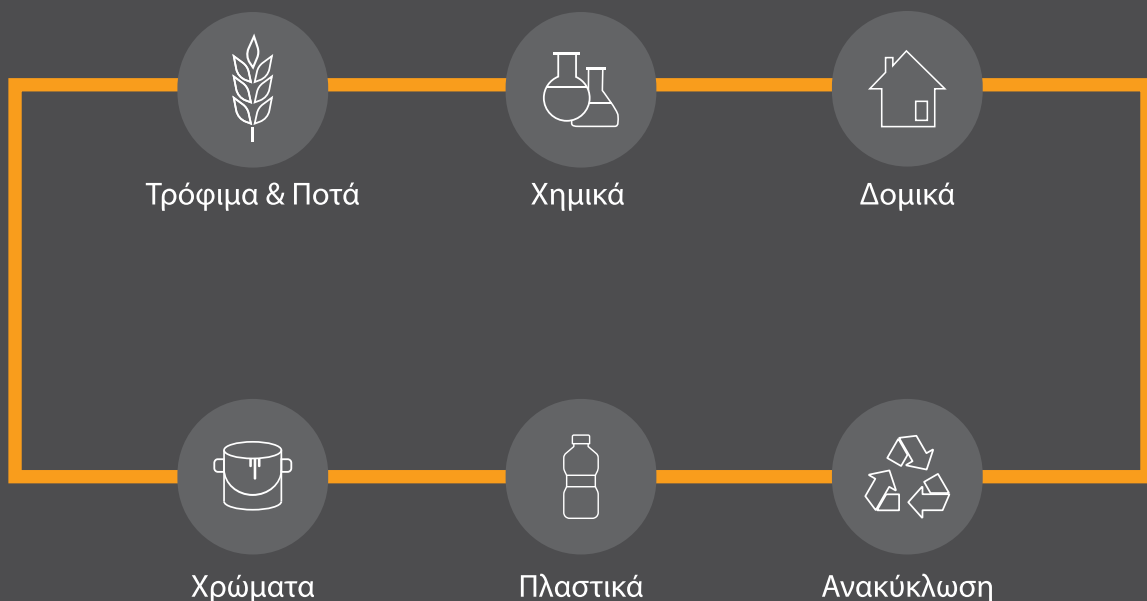 Τρόφιμα & Ποτά
Χημικά
Δομικά
Χρώματα
Πλαστικά
Ανακύκλωση